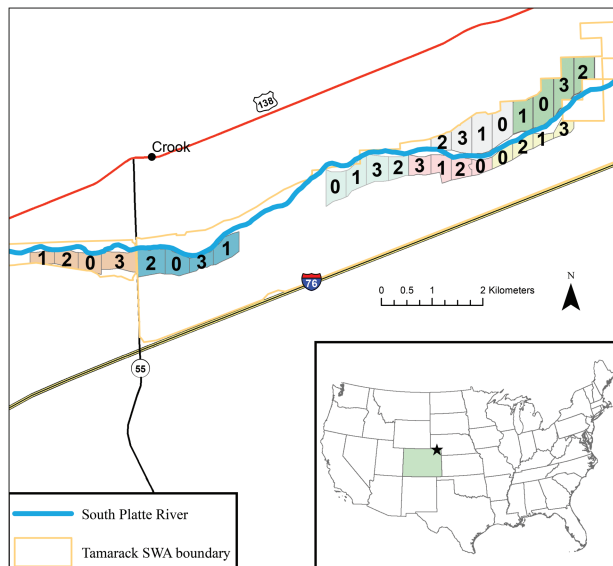 138
Crook
2 3 1 0 1 0 3 2
0 1 3 2 3 1 2 0 0 2 1 3
1 2 0 3 2 0 3 1
76
0 0.5 1 2 Kilometers
N
55
South Platte River
Tamarack SWA boundary